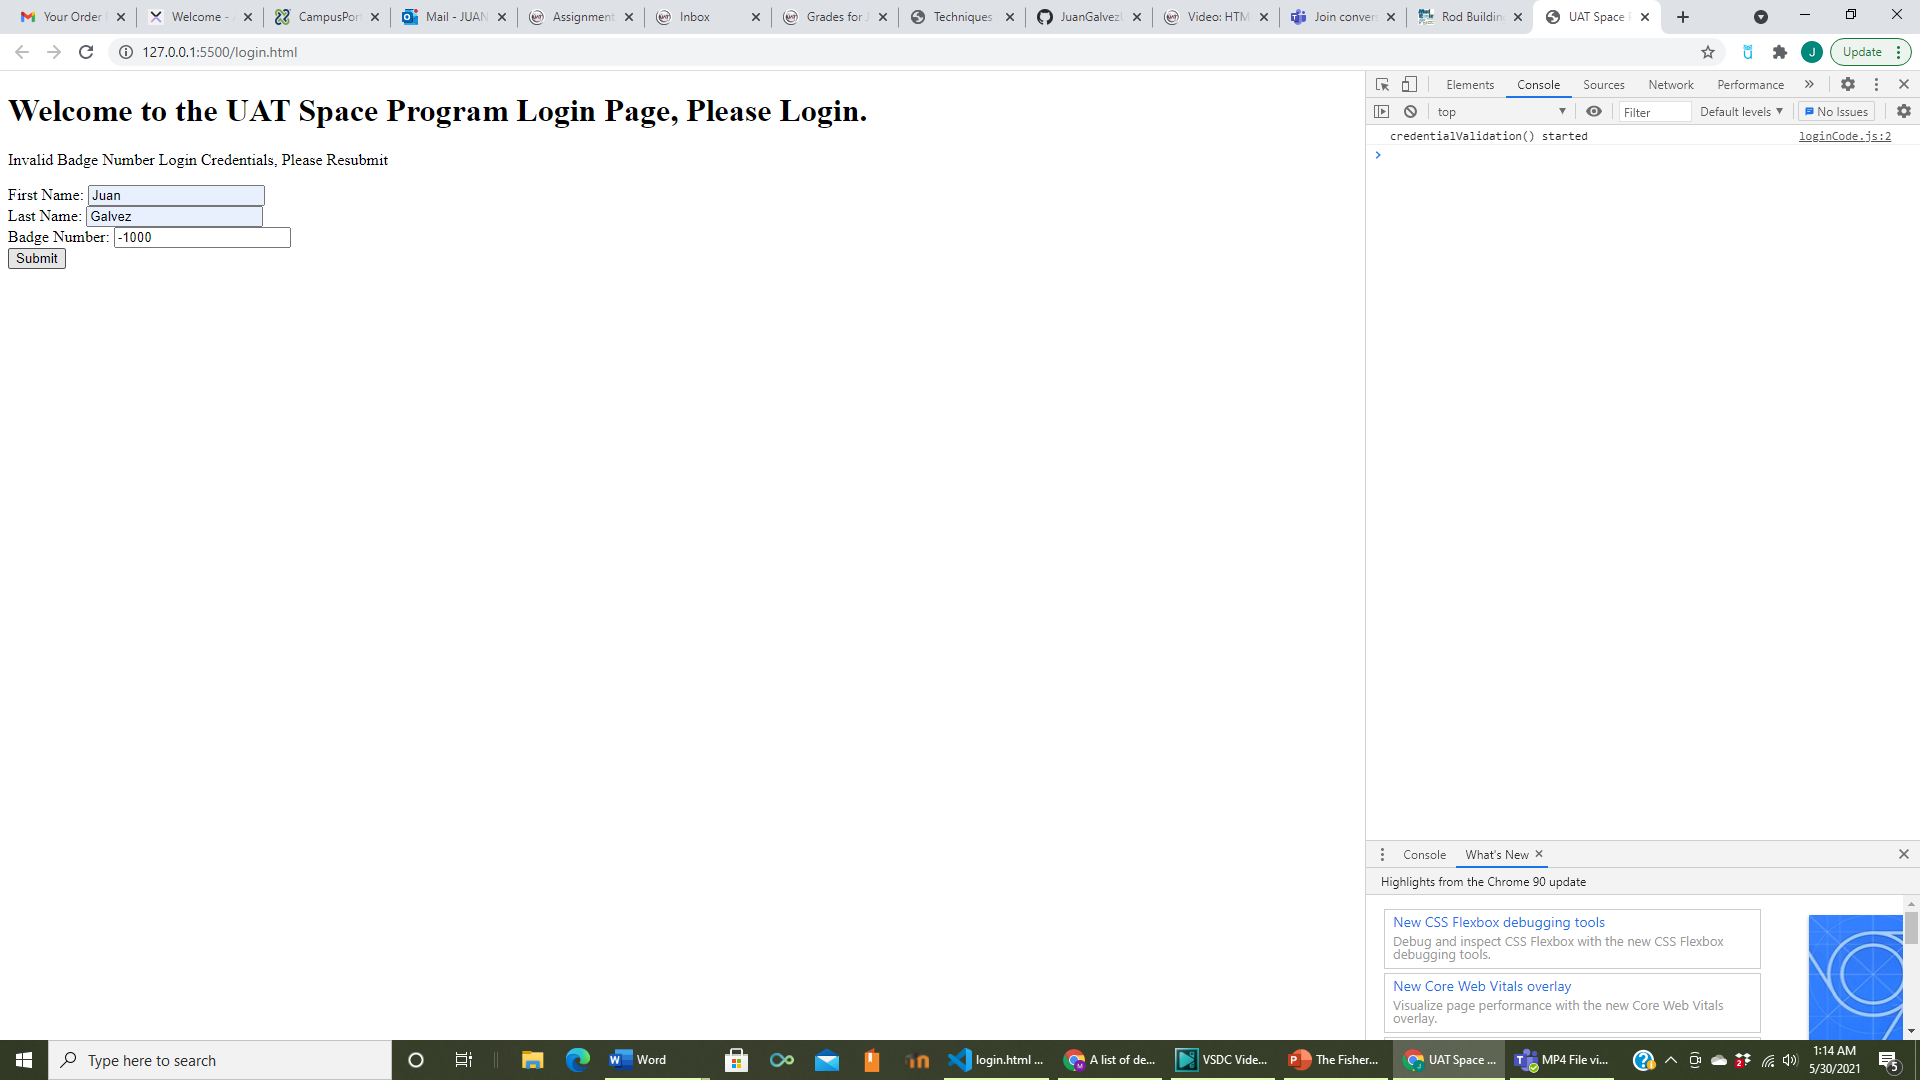 Your Order
Welcome -
CampusPor
Mail - JUAN
Assignment
Inbox
Grades for J
Techniques
JuanGalvez
Video: HTM
Join conver
Rod Building
UAT Space
127.0.0.1:5500/login.html
J
Update
Welcome to the UAT Space Program Login Page, Please Login.
Invalid Badge Number Login Credentials, Please Resubmit
First Name: Juan
Last Name: Galvez
Badge Number: -1000
Submit
Elements Console Sources Network Performance
top Filter Default levels No Issues
credentialValidation() started loginCode.js:2
Console What's New
Highlights from the Chrome 90 update
New CSS Flexbox debugging tools
Debug and inspect CSS Flexbox with the new CSS Flexbox
debugging tools.
New Core Web Vitals overlay
Visualize page performance with the new Core Web Vitals
overlay.
Type here to search
Word
login.html ...
A list of de...
VSDC Vide...
The Fisher...
UAT Space ...
MP4 File vi...
1:14 AM
5/30/2021
5